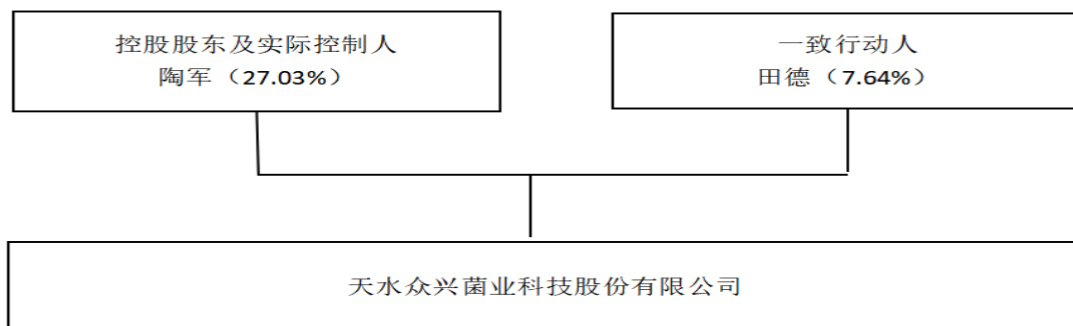 控股股东及实际控制人
陶军（27.03%）
一致行动人
田德（7.64%）
天水众兴菌业科技股份有限公司